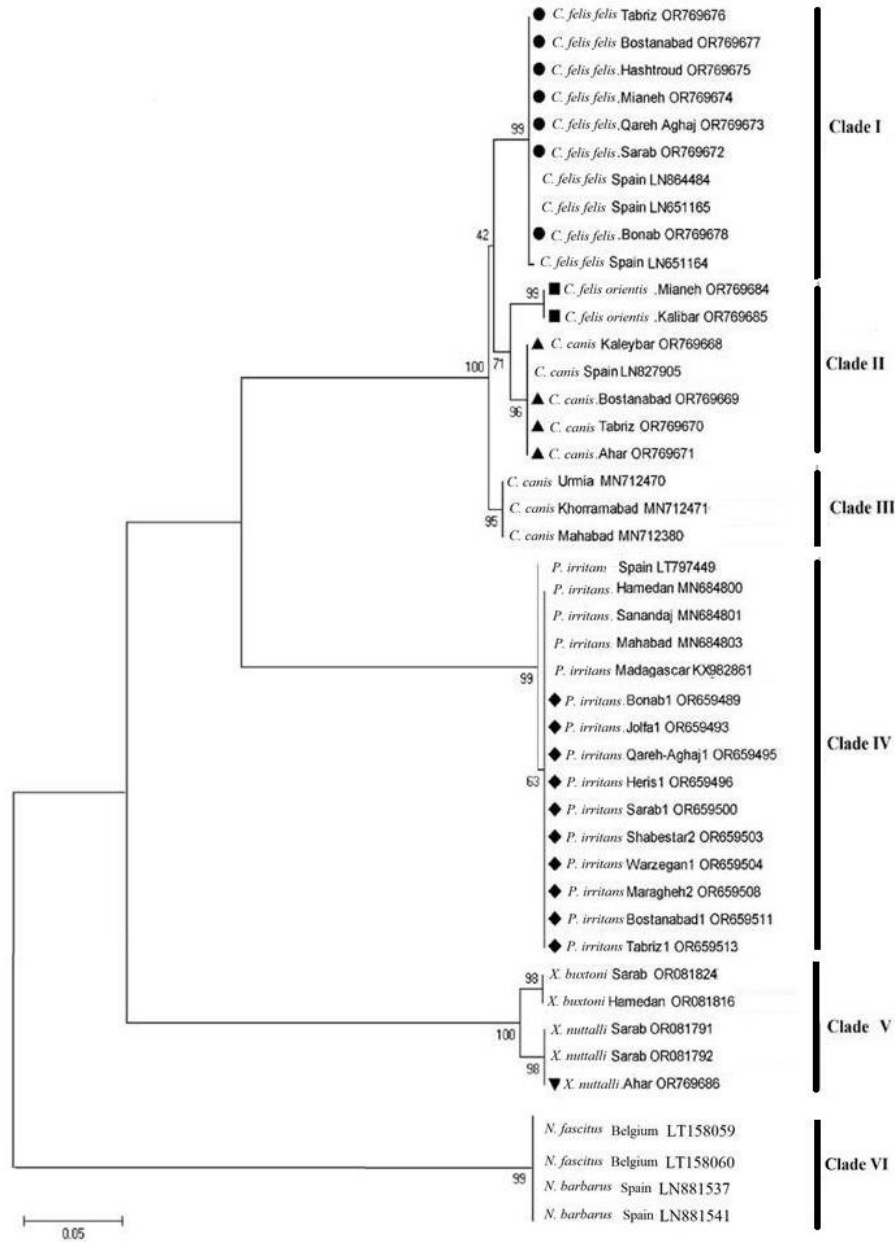 C. felis felis Tabriz OR769676
C. felis felis Bostanabad OR769677
C. felis felis.Hashtroud OR769675
C. felis felis.Mianeh OR769674
C. felis felis.Qareh Aghaj OR769673
C. felis felis.Sarab OR769672
C. felis felis Spain LN864484
C. felis felis Spain LN651165
C. felis felis.Bonab OR769678
C. felis felis Spain LN651164
99
Clade I
42
C. felis orientis .Mianeh OR769684
C. felis orientis.Kalibar OR769685
99
C. canis Kaleybar OR769668
C. canis Spain LN827905
C. canis.Bostanabad OR769669
C. canis Tabriz OR769670
C. canis.Ahar OR769671
71
96
100
Clade II
C. canis Urmia MN712470
C. canis Khorramabad MN712471
C. canis Mahabad MN712380
95
Clade III
P. irritans Spain LT797449
P. irritans.Hamedan MN684800
P. irritans Sanandaj MN684801
P. irritans Mahabad MN684803
P. irritans Madagascar KX982861
P. irritans.Bonab1 OR659489
P. irritans.Jolfa1 OR659493
P. irritans Qareh-Aghaj1 OR659495
P. irritans Heris1 OR659496
P. irritans Sarab1 OR659500
P. irritans Shabestar2 OR659503
P. irritans Warzegan1 OR659504
P. irritans Maragheh2 OR659508
P. irritans Bostanabad1 OR659511
P. irritans Tabriz1 OR659513
99
63
Clade IV
X. buxtoni Sarab OR081824
X. buxtoni Hamedan OR081816
X. nuttalli Sarab OR081791
X. nuttalli Sarab OR081792
X. nuttalli.Ahar OR769686
98
100
98
Clade V
N. fascitus Belgium LT158059
N. fascitus Belgium LT158060
N. barbarus Spain LN881537
N. barbarus Spain LN881541
99
Clade VI
0.05